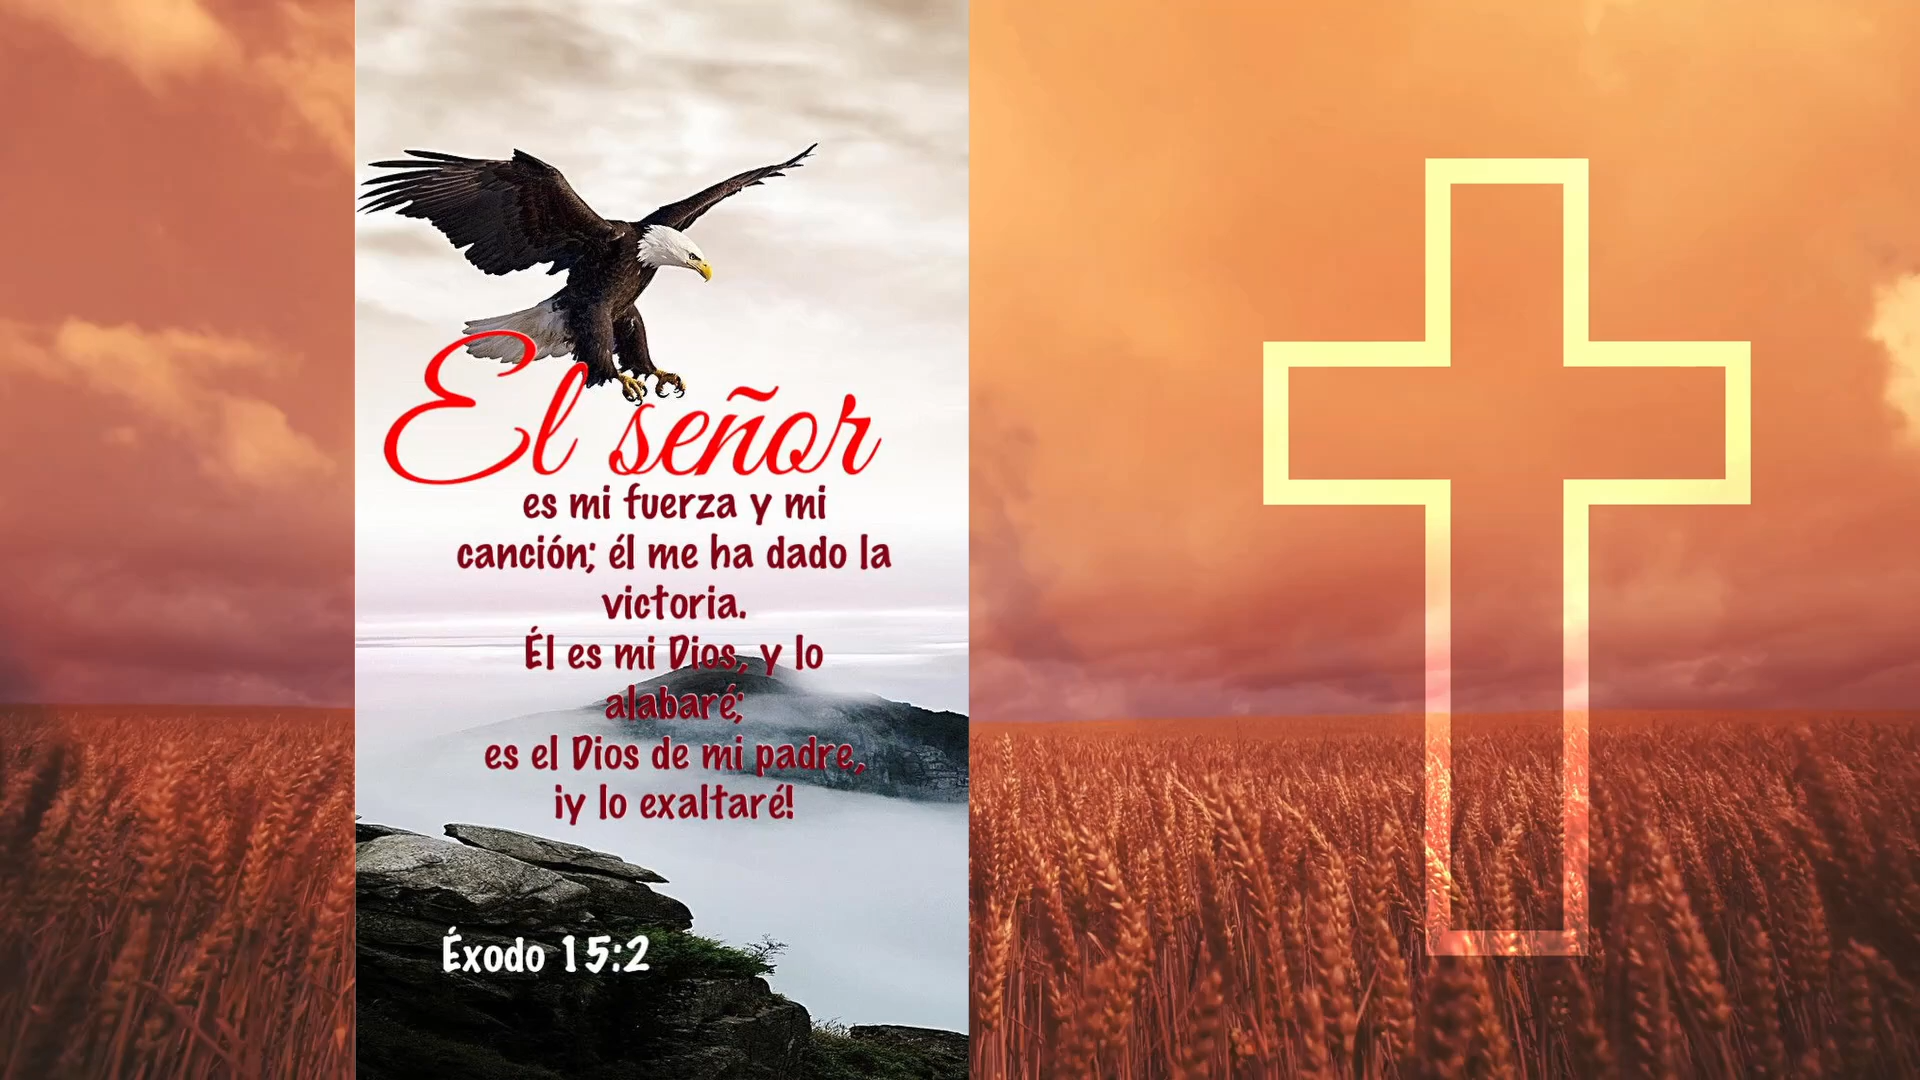 El señor
es mi fuerza y mi
canción; él me ha dado la
victoria.
Él es mi Dios, y lo
alabaré;
es el Dios de mi padre,
¡y lo exaltaré!
Éxodo 15:2